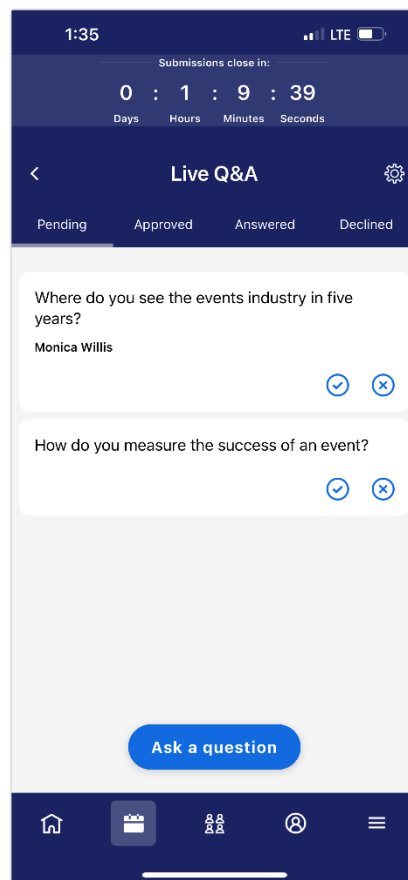 1:35
LTE
Submissions close in:
0 : 1 : 9 : 39
Days Hours Minutes Seconds
Live Q&A
Pending Approved Answered Declined
Where do you see the events industry in five
years?
Monica Willis
How do you measure the success of an event?
Ask a question